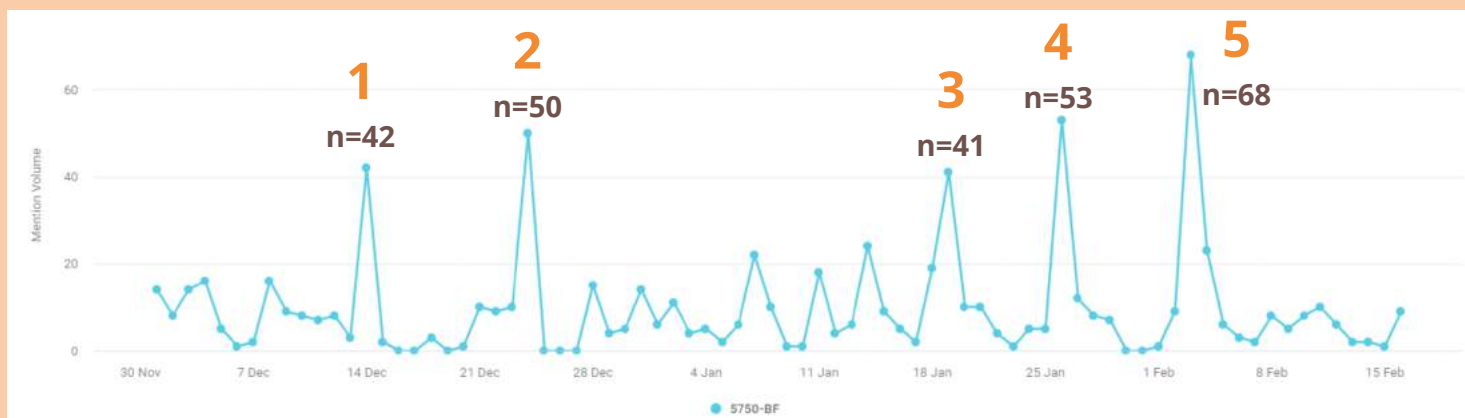 1
n=42
2
n=50
3
n=41
4
n=53
5
n=68
Mention Volume
60
40
20
0
30 Nov 7 Dec 14 Dec 21 Dec 28 Dec 4 Jan 11 Jan 18 Jan 25 Jan 1 Feb 8 Feb 15 Feb
5750-BF